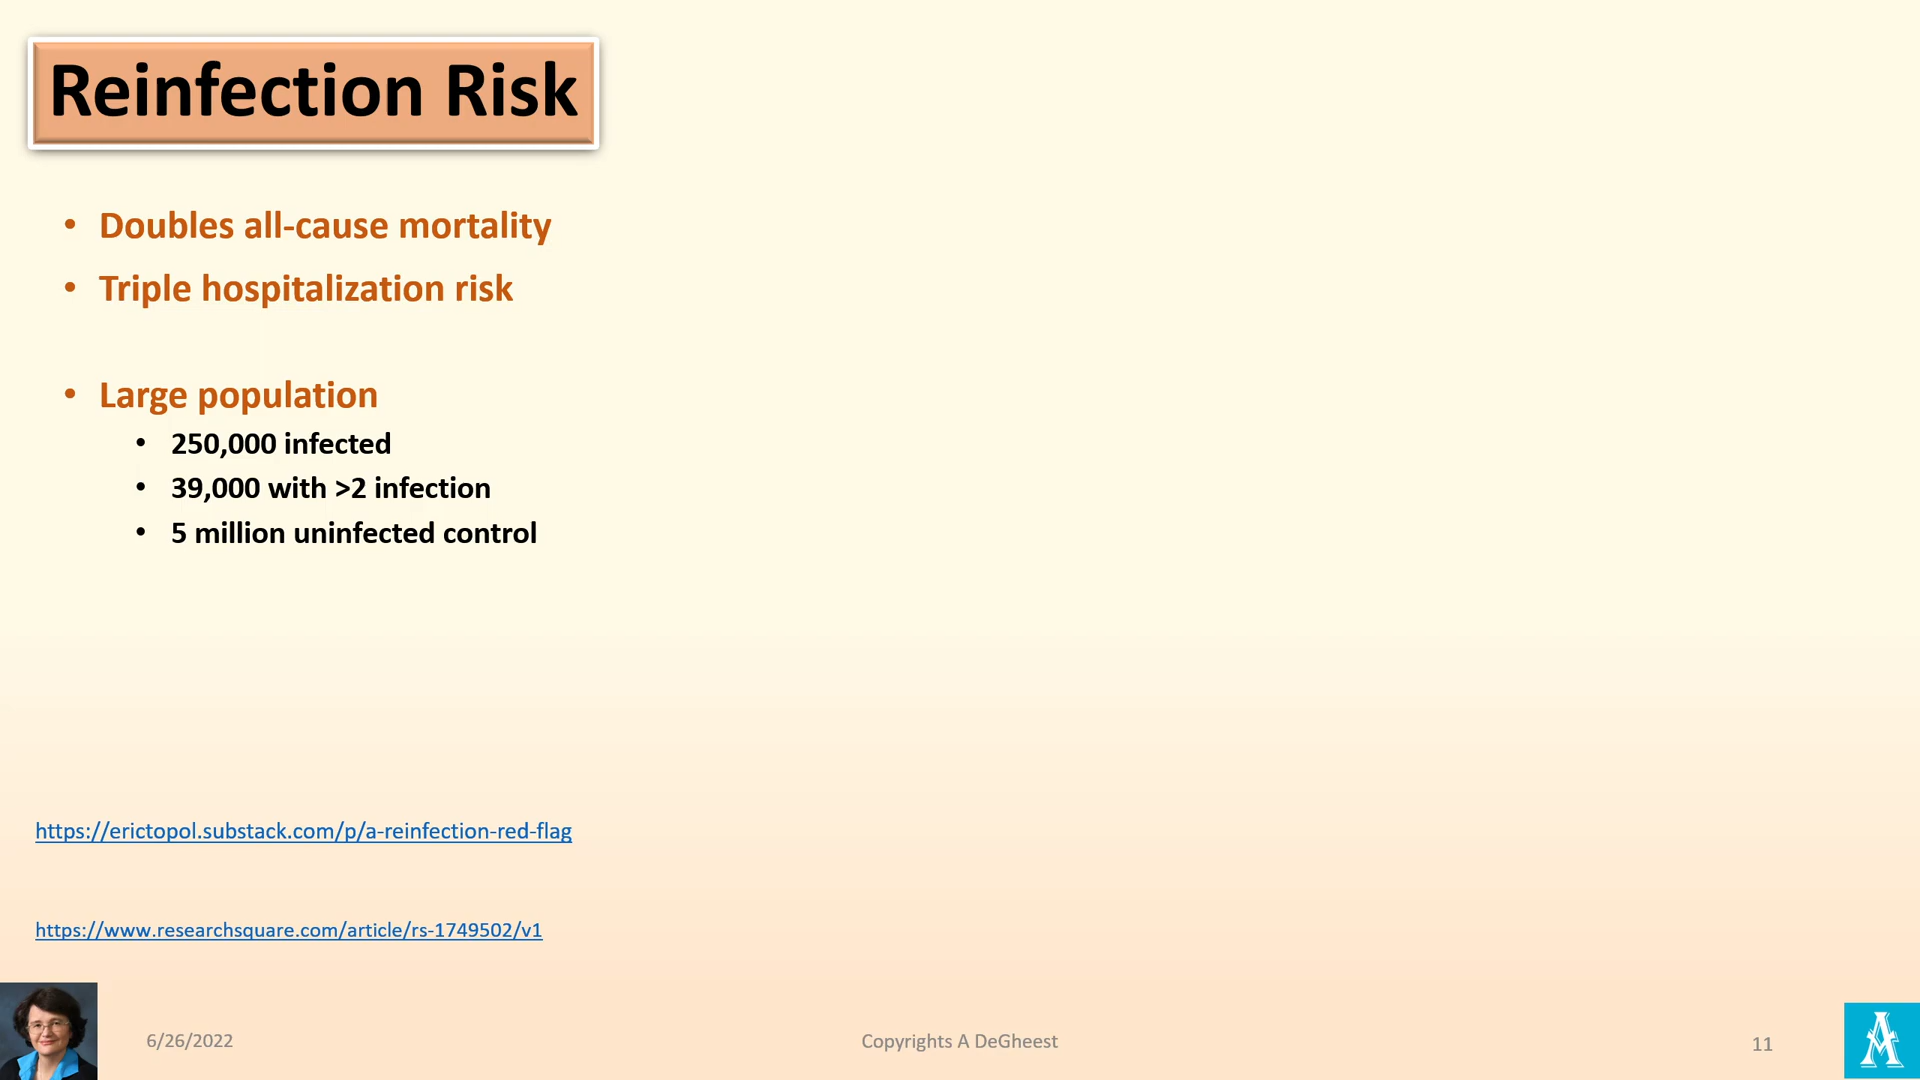 Reinfection Risk
• Doubles all-cause mortality
• Triple hospitalization risk
• Large population
• 250,000 infected
• 39,000 with >2 infection
• 5 million uninfected control
https://erictopol.substack.com/p/a-reinfection-red-flag
https://www.researchsquare.com/article/rs-1749502/v1
6/26/2022
Copyrights A DeGheest
11
A